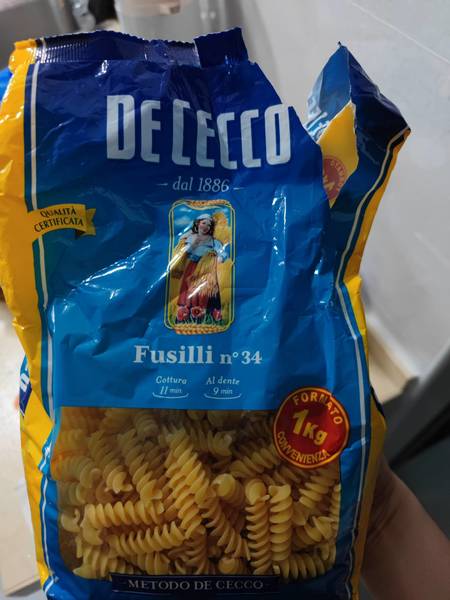 DE CECCO
dal 1886
QUALITÀ
CERTIFICATA
Fusilli n° 34
Cottura
11 min
Al dente
9 min
FORMATO
1Kg
CONVENIENZA
METODO DE CECCO